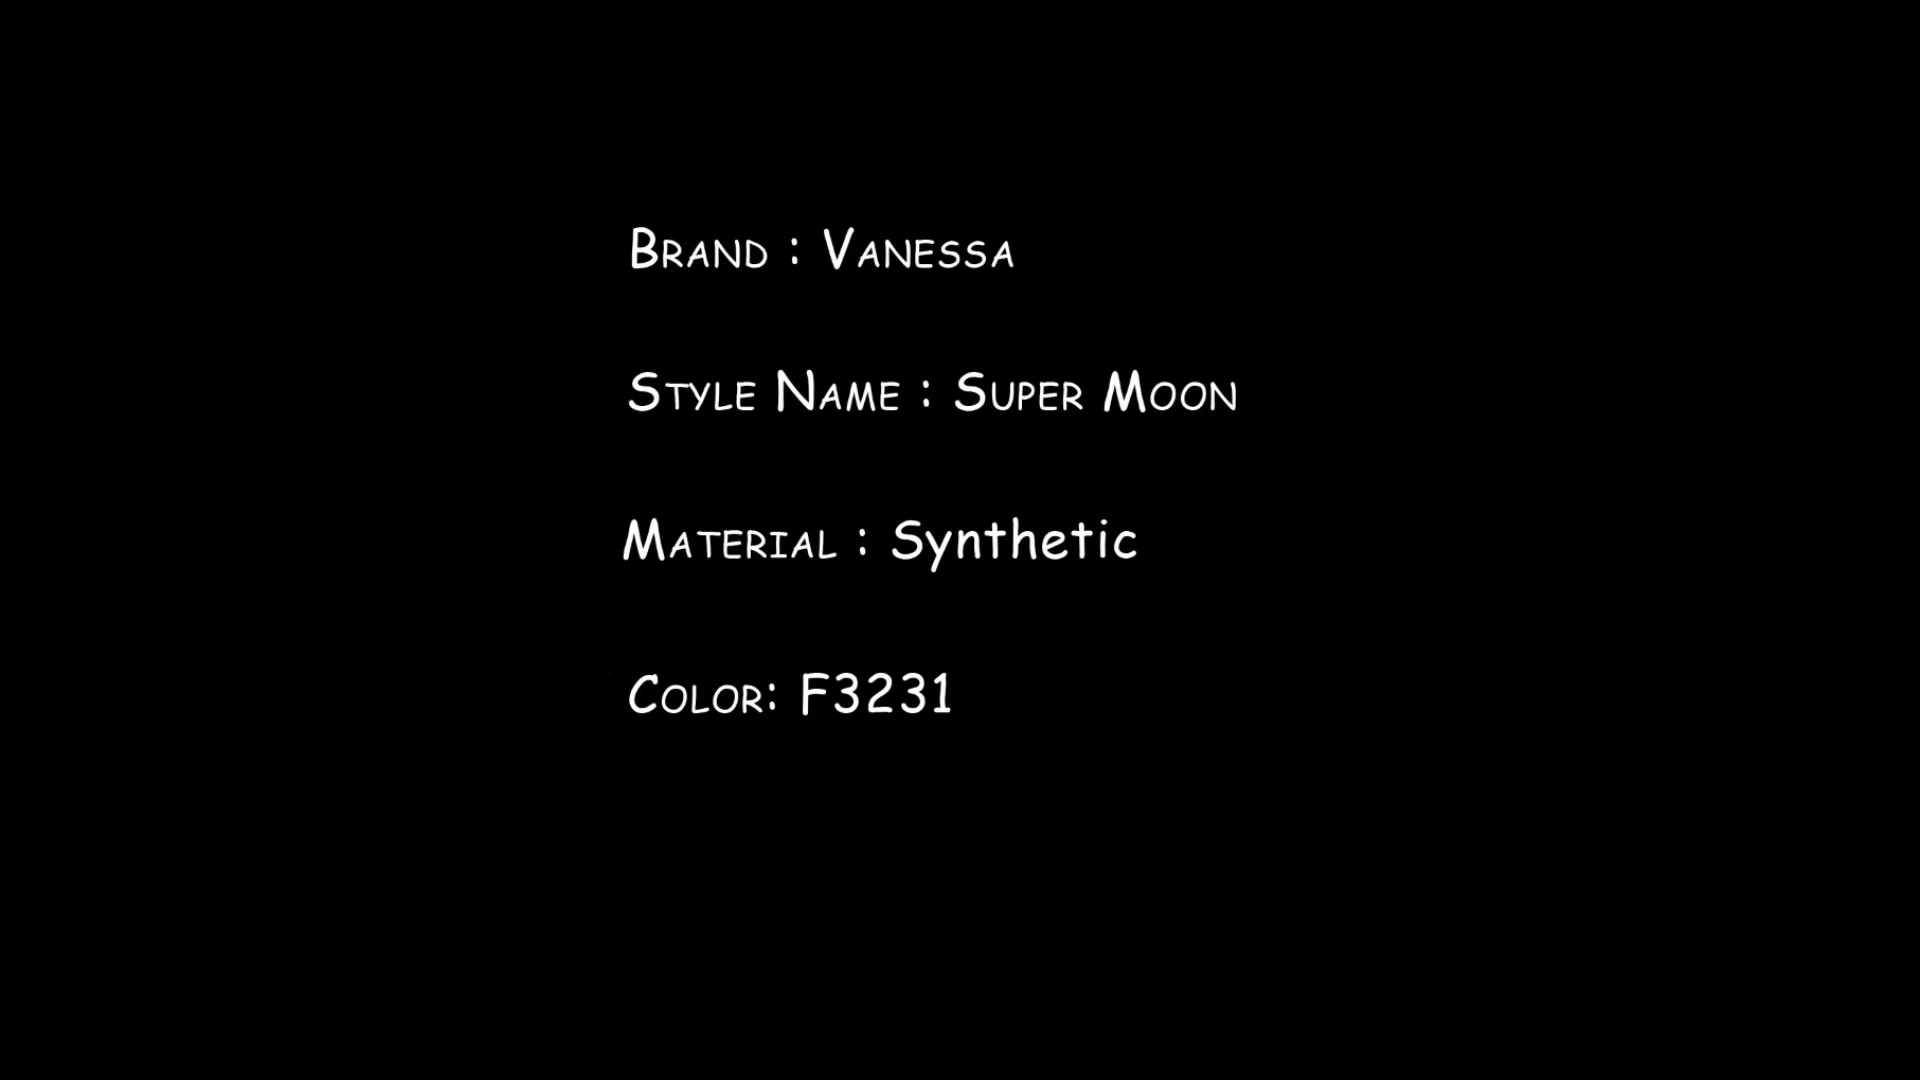 Brand : Vanessa
Style Name : Super Moon
Material : Synthetic
Color: F3231